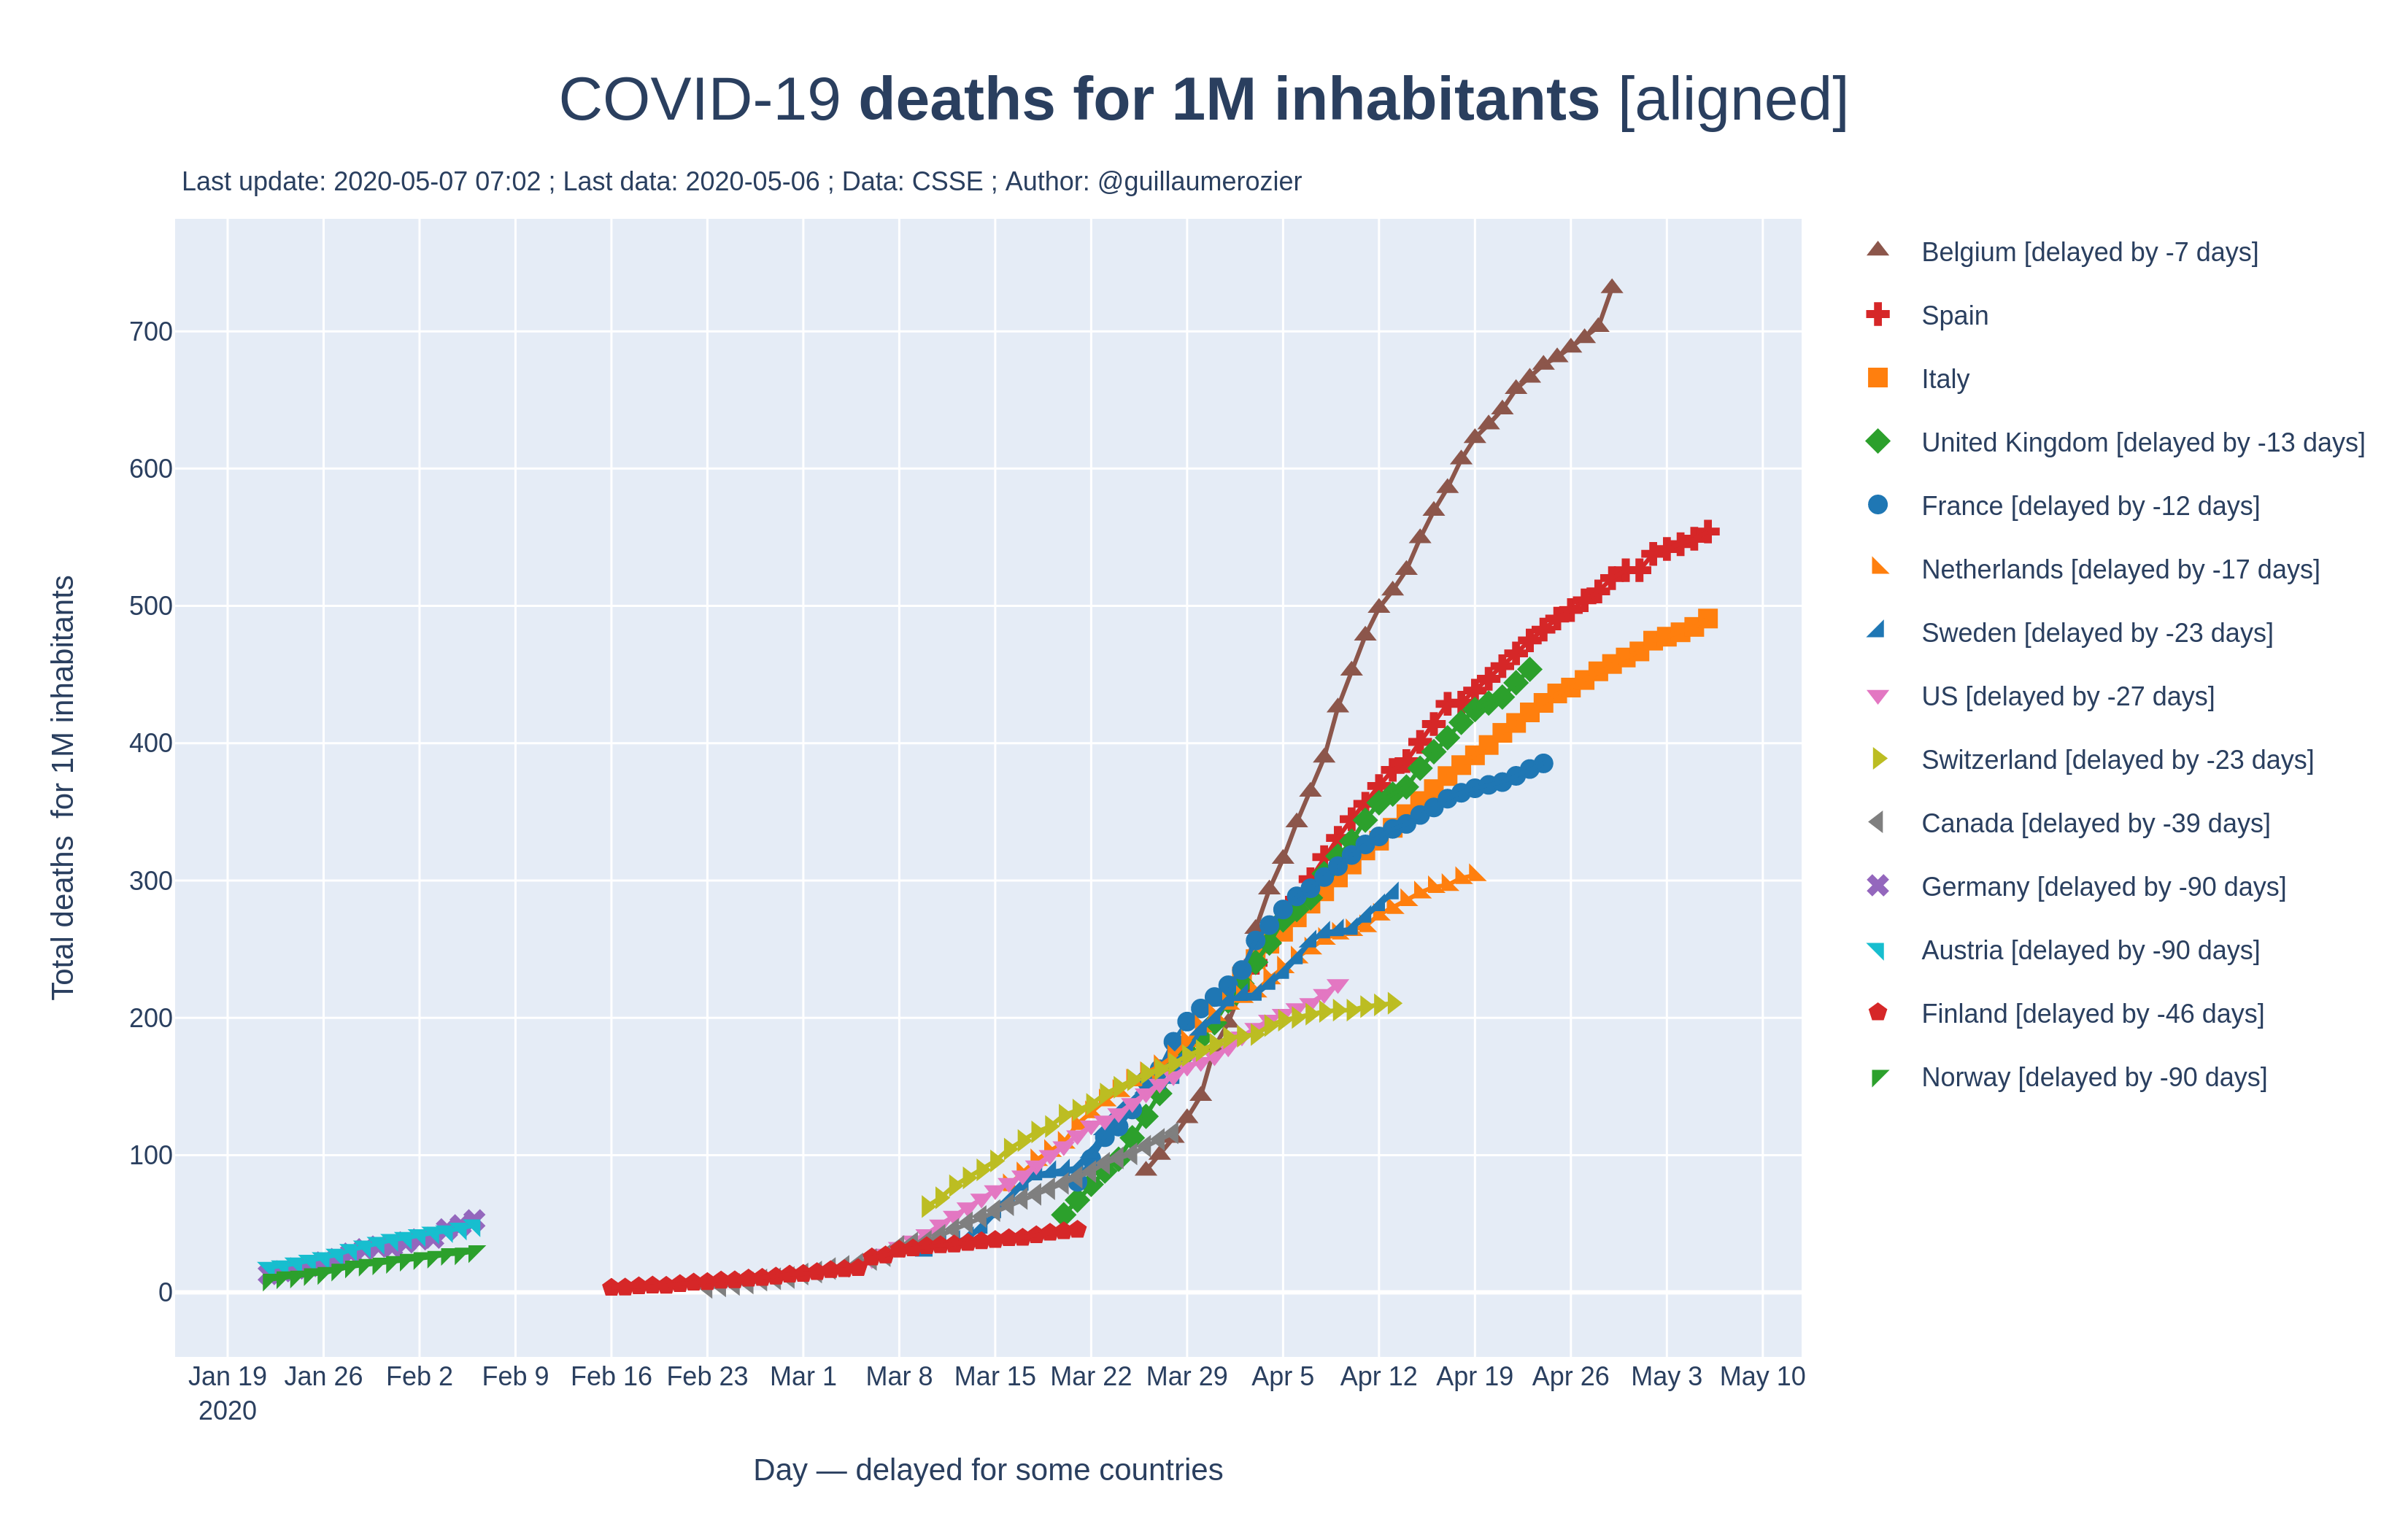 COVID-19 deaths for 1M inhabitants [aligned]
Last update: 2020-05-07 07:02 ; Last data: 2020-05-06 ; Data: CSSE ; Author: @guillaumerozier
Total deaths for 1M inhabitants
700
600
500
400
300
200
100
0
Jan 19 Jan 26 Feb 2 Feb 9 Feb 16 Feb 23 Mar 1 Mar 8 Mar 15 Mar 22 Mar 29 Apr 5 Apr 12 Apr 19 Apr 26 May 3 May 10
2020
Day — delayed for some countries
Belgium [delayed by -7 days]
Spain
Italy
United Kingdom [delayed by -13 days]
France [delayed by -12 days]
Netherlands [delayed by -17 days]
Sweden [delayed by -23 days]
US [delayed by -27 days]
Switzerland [delayed by -23 days]
Canada [delayed by -39 days]
Germany [delayed by -90 days]
Austria [delayed by -90 days]
Finland [delayed by -46 days]
Norway [delayed by -90 days]